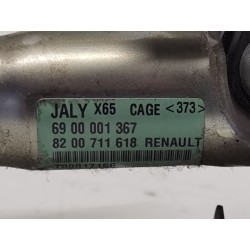 JALY X65 CAGE <373>
69 00 001 367
82 00 711 618 RENAULT